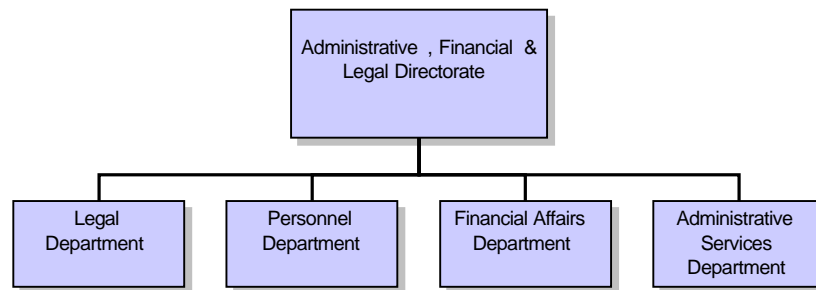 Administrative , Financial &
Legal Directorate
Legal
Department
Personnel
Department
Financial Affairs
Department
Administrative
Services
Department